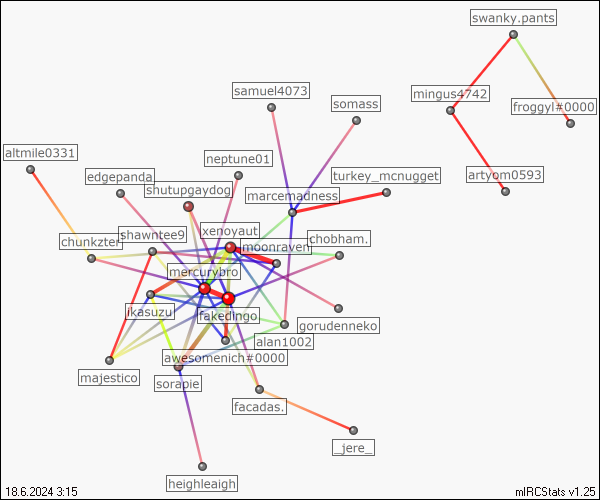 swanky.pants
samuel4073
mingus4742
somass
froggyl#0000
altmile0331
neptune01
edgepanda
turkey_mcnugget
artyom0593
shutupgaydog
marcemadness
xenoyaut
shawntee9
chunkzter
moonraven
chobham.
mercurybro
ikasuzu
fakedingo
gorudenneko
alan1002
awesomenich#0000
majestico
sorapie
facadas.
_jere_
heighleaigh
18.6.2024 3:15
mIRCStats v1.25